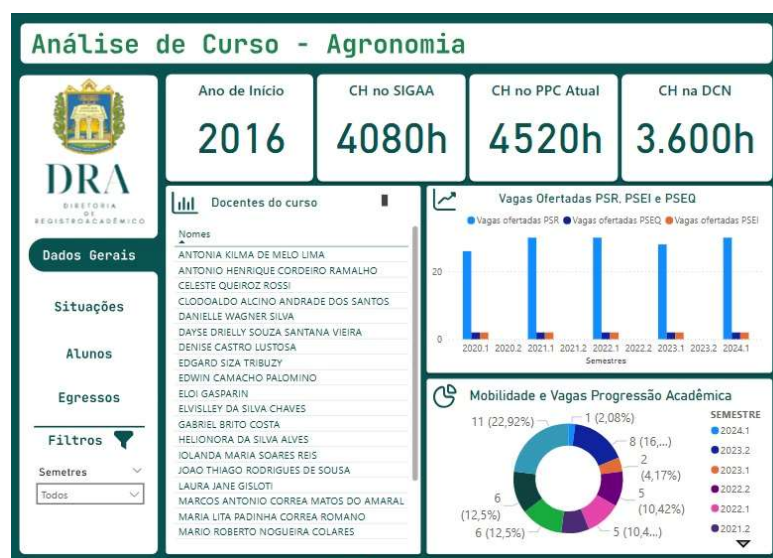 Análise de Curso - Agronomia
DRA
DIRETORIA
DE
REGISTRO ACADÊMICO
Dados Gerais
Situações
Alunos
Egressos
Filtros
Semetres
Todos
Ano de Início
2016
CH no SIGAA
4080h
CH no PPC Atual
4520h
CH na DCN
3.600h
Docentes do curso
Nomes
ANTONIA KILMA DE MELO LIMA
ANTONIO HENRIQUE CORDEIRO RAMALHO
CELESTE QUEIROZ ROSSI
CLODOALDO ALCINO ANDRADE DOS SANTOS
DANIELLE WAGNER SILVA
DAYSE DRIELLY SOUZA SANTANA VIEIRA
DENISE CASTRO LUSTOSA
EDGARD SIZA TRIBUZY
EDWIN CAMACHO PALOMINO
ELOI GASPARIN
ELVISLLEY DA SILVA CHAVES
GABRIEL BRITO COSTA
HELIONORA DA SILVA ALVES
IOLANDA MARIA SOARES REIS
JOAO THIAGO RODRIGUES DE SOUSA
LAURA JANE GISLOTI
MARCOS ANTONIO CORREA MATOS DO AMARAL
MARIA LITA PADINHA CORREA ROMANO
MARIO ROBERTO NOGUEIRA COLARES
Vagas Ofertadas PSR, PSEI e PSEQ
Vagas ofertadas PSR Vagas ofertadas PSEQ Vagas ofertadas PSEI
20
0
2020.1 2020.2 2021.1 2021.2 2022.1 2022.2 2023.1 2023.2 2024.1
Semestres
Mobilidade e Vagas Progressão Acadêmica
11 (22,92%)
1 (2,08%)
8 (16,...)
2
(4,17%)
5
(10,42%)
5 (10,4...)
6 (12,5%)
6
(12,5%)
SEMESTRE
2024.1
2023.2
2023.1
2022.2
2022.1
2021.2